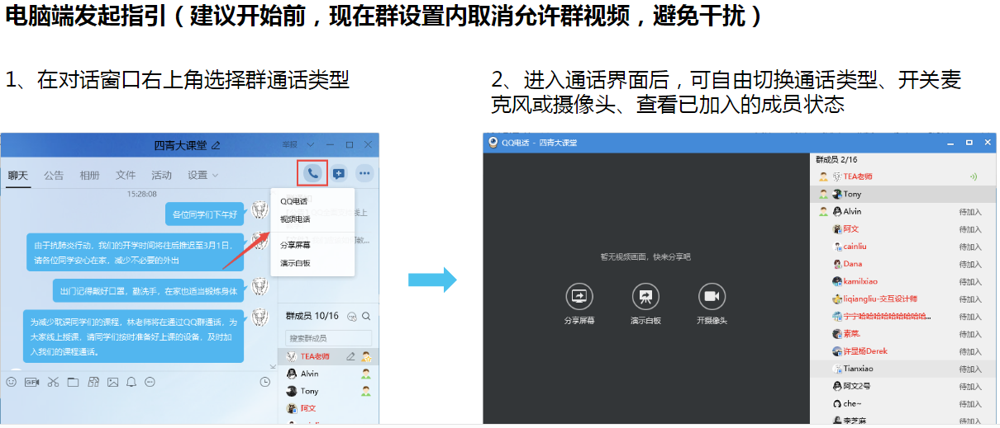 电脑端发起指引（建议开始前，现在群设置内取消允许群视频，避免干扰）
1、在对话窗口右上角选择群通话类型
2、进入通话界面后，可自由切换通话类型、开关麦
克风或摄像头、查看已加入的成员状态
四青大课堂
举报
聊天 公告 相册 文件 活动 设置
15:28:08
各位同学们下午好
由于抗肺炎行动，我们的开学时间将往后推迟至3月1日，
请各位同学安心在家，减少不必要的外出
出门记得戴好口罩，勤洗手，在家也适当锻炼身体
为减少耽课同学们的课程，林老师将在通过QQ群通话，为
大家线上授课，请同学们按时准备好上课的设备，及时加
入我们的课程通话。
GIF
QQ电话
视频电话
分享屏幕
演示白板
群成员 10/16
搜索群成员
TEA老师
Alvin
Tony
阿文
QQ电话 - 四青大课堂
暂无视频画面，快来分享吧
分享屏幕 演示白板 开摄像头
群成员 2/16
TEA老师
Tony
Alvin 待加入
阿文 待加入
cainliu 待加入
Dana 待加入
kamilxiao 待加入
liqiangliu-交互设计师 待加入
宁宁哈哈哈哈哈哈哈哈哈... 待加入
素菜. 待加入
许显杨Derek 待加入
Tianxiao 待加入
阿文2号 待加入
che~ 待加入
李芝麻 待加入